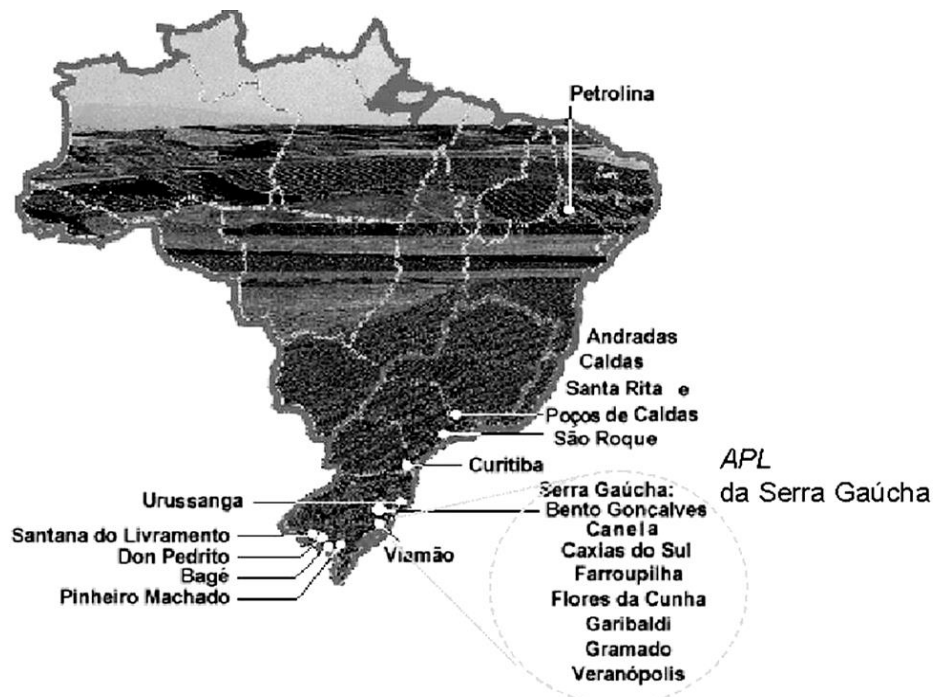 Petrolina
Andradas
Caldas
Santa Rita e
Poços de Caldas
São Roque
Curitiba
APL
da Serra Gaúcha
Urussanga
Serra Gaúcha:
Bento Gonçalves
Canela
Caxias do Sul
Farroupilha
Flores da Cunha
Garibaldi
Gramado
Veranópolis
Santana do Livramento
Don Pedrito
Bagé
Pinheiro Machado
Viamão